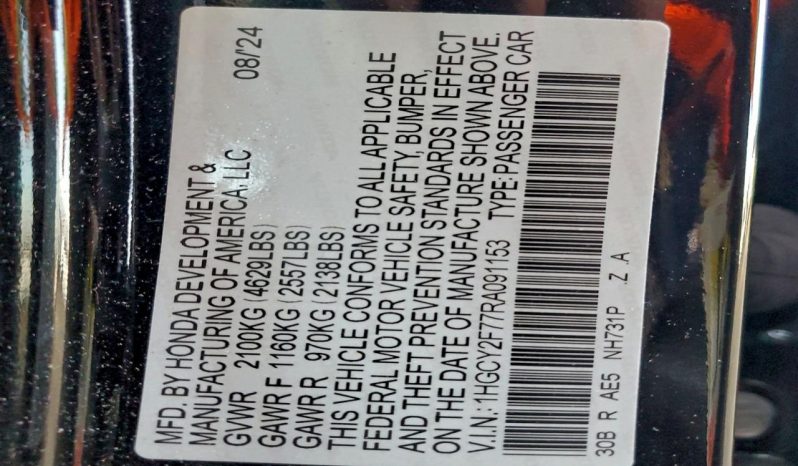 MFD. BY HONDA DEVELOPMENT &
MANUFACTURING OF AMERICA, LLC 08/'24
GVWR 2100KG (4629LBS)
GAWR F 1160KG (2557LBS)
GAWR R 970KG (2138LBS)
THIS VEHICLE CONFORMS TO ALL APPLICABLE
FEDERAL MOTOR VEHICLE SAFETY, BUMPER,
AND THEFT PREVENTION STANDARDS IN EFFECT
ON THE DATE OF MANUFACTURE SHOWN ABOVE.
V.I.N.: 1HGCY2F77RA091153 TYPE: PASSENGER CAR
30B R AE5 NH731P .Z A